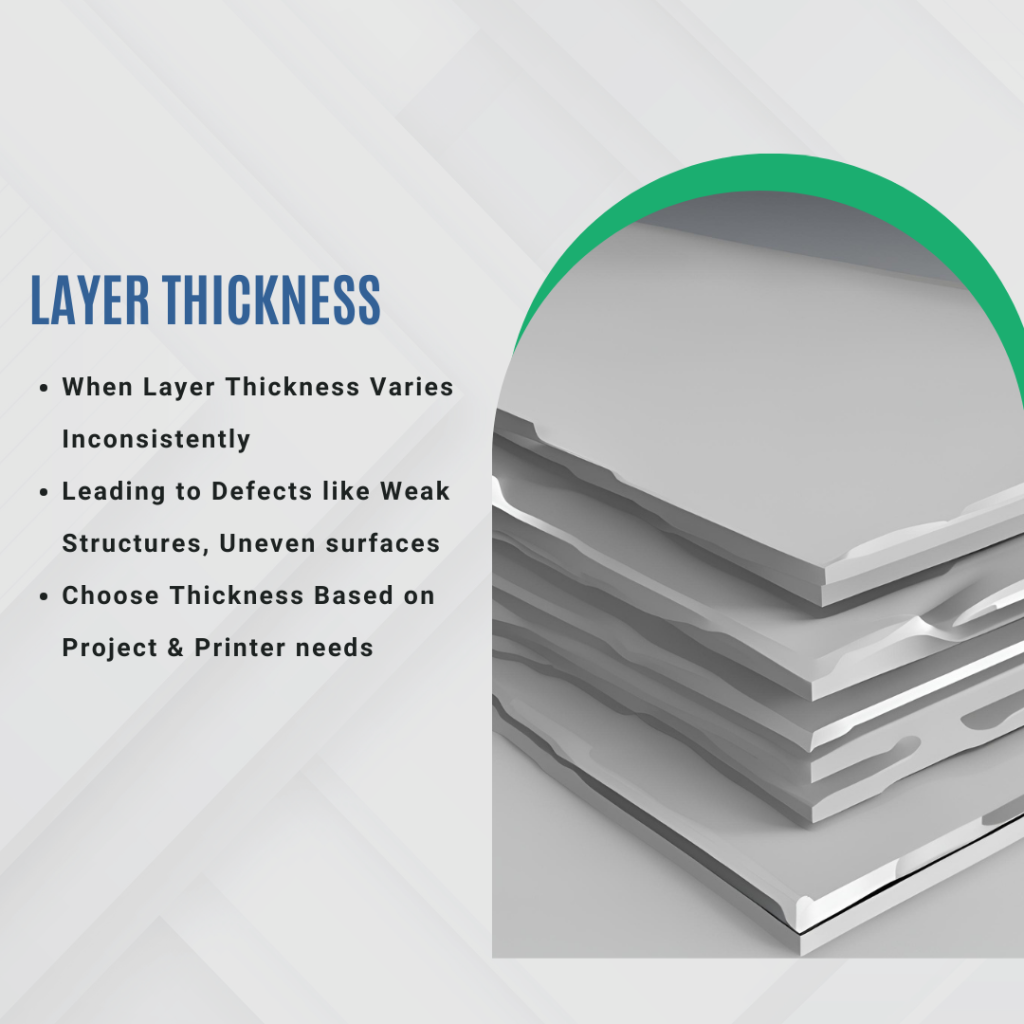 LAYER THICKNESS
• When Layer Thickness Varies
Inconsistently
• Leading to Defects like Weak
Structures, Uneven surfaces
• Choose Thickness Based on
Project & Printer needs